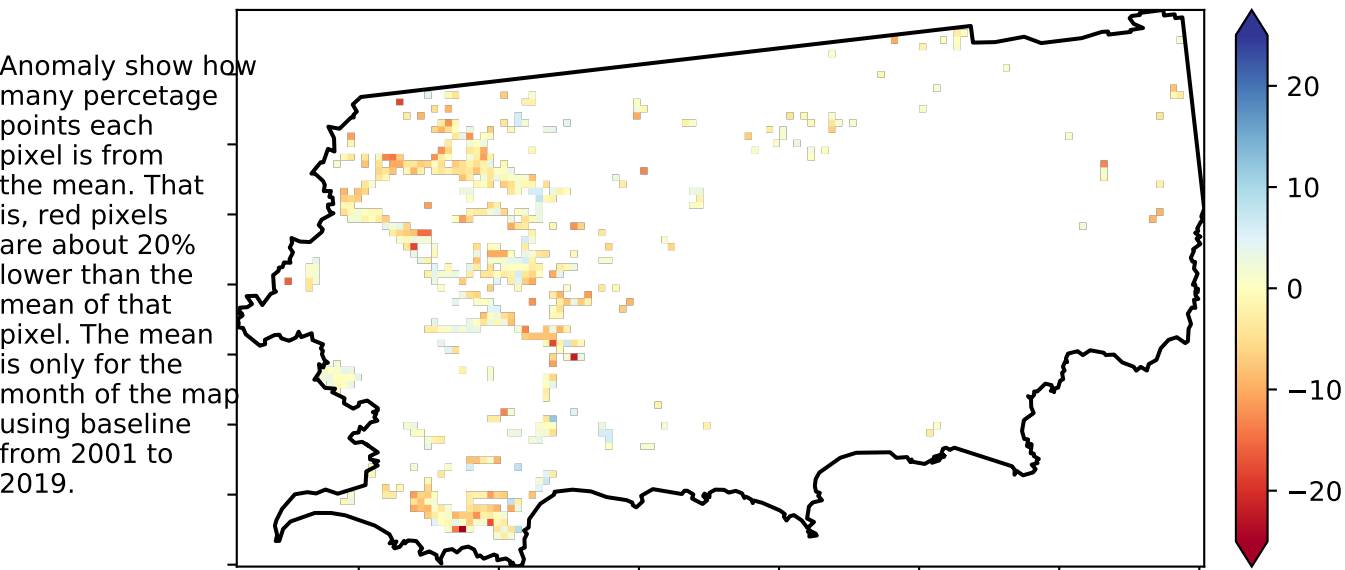 Anomaly show how
many percetage
points each
pixel is from
the mean. That
is, red pixels
are about 20%
lower than the
mean of that
pixel. The mean
is only for the
month of the map
using baseline
from 2001 to
2019.
20
10
0
−10
−20